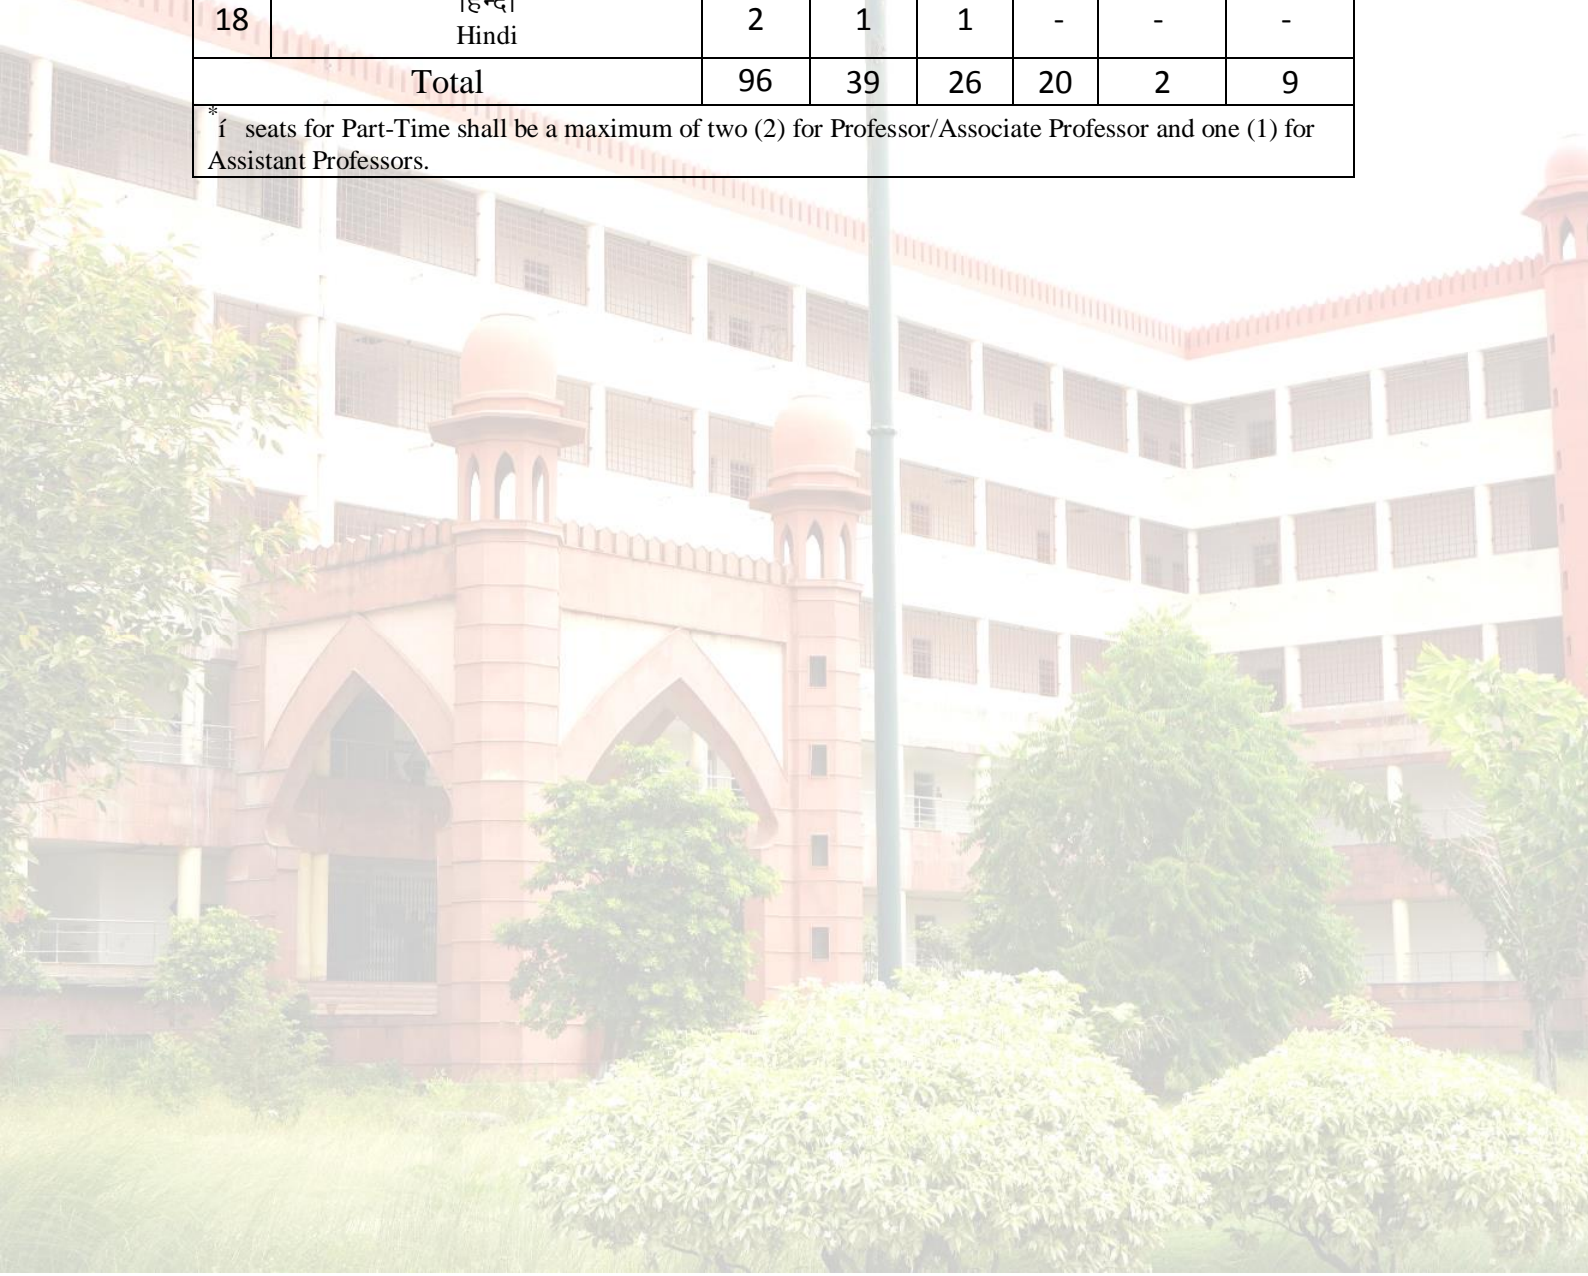 हिन्दी
18 2 1 1 - - -
Hindi
Total 96 39 26 20 2 9
*í seats for Part-Time shall be a maximum of two (2) for Professor/Associate Professor and one (1) for
Assistant Professors.